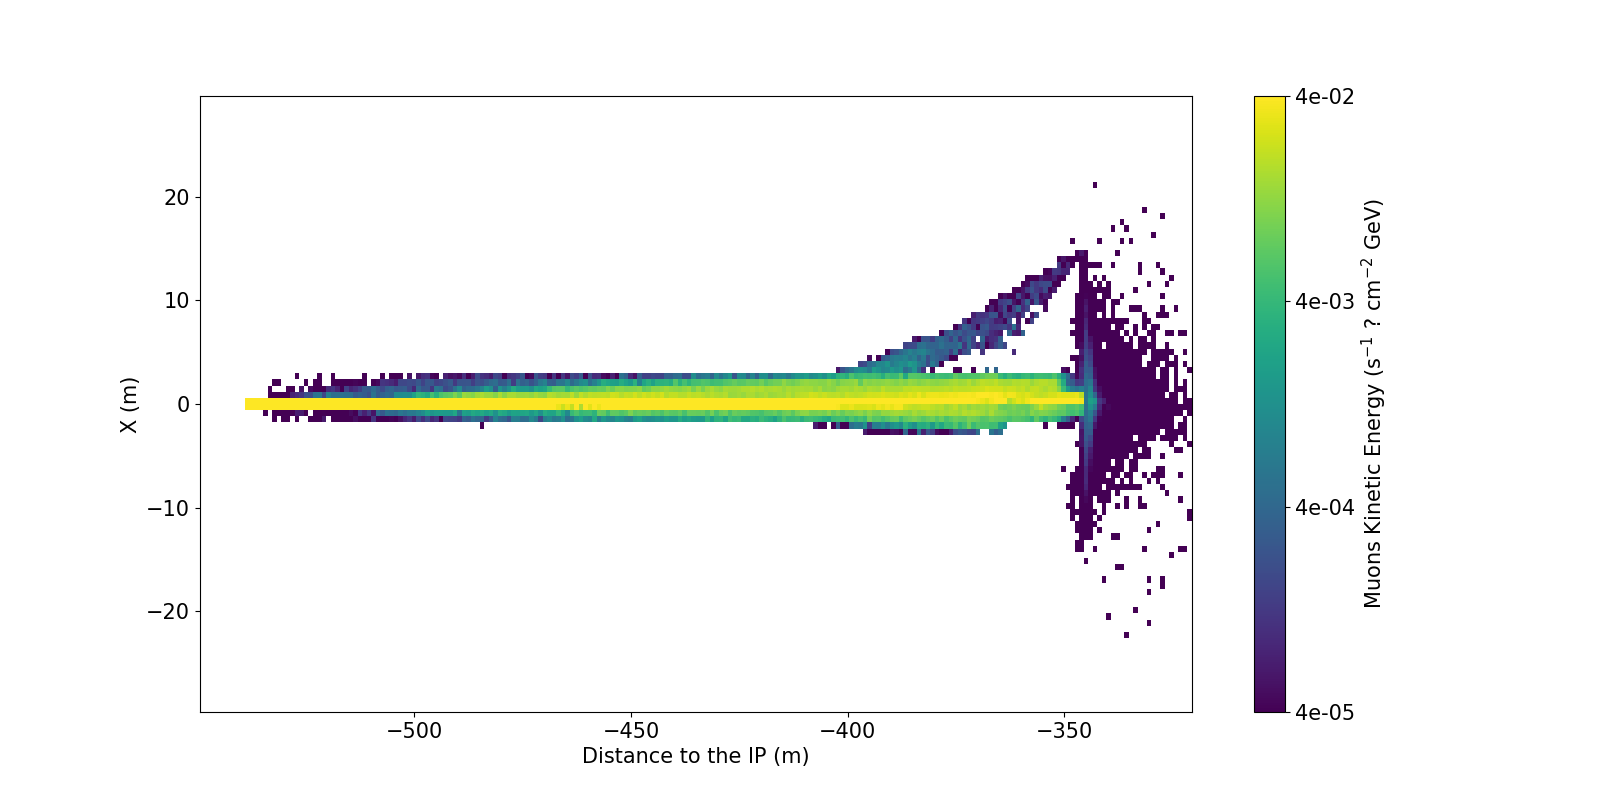 20
10
0
−10
−20
X (m)
−500
−450
−400
−350
Distance to the IP (m)
4e-02
4e-03
4e-04
4e-05
Muons Kinetic Energy (s⁻¹ ? cm⁻² GeV)